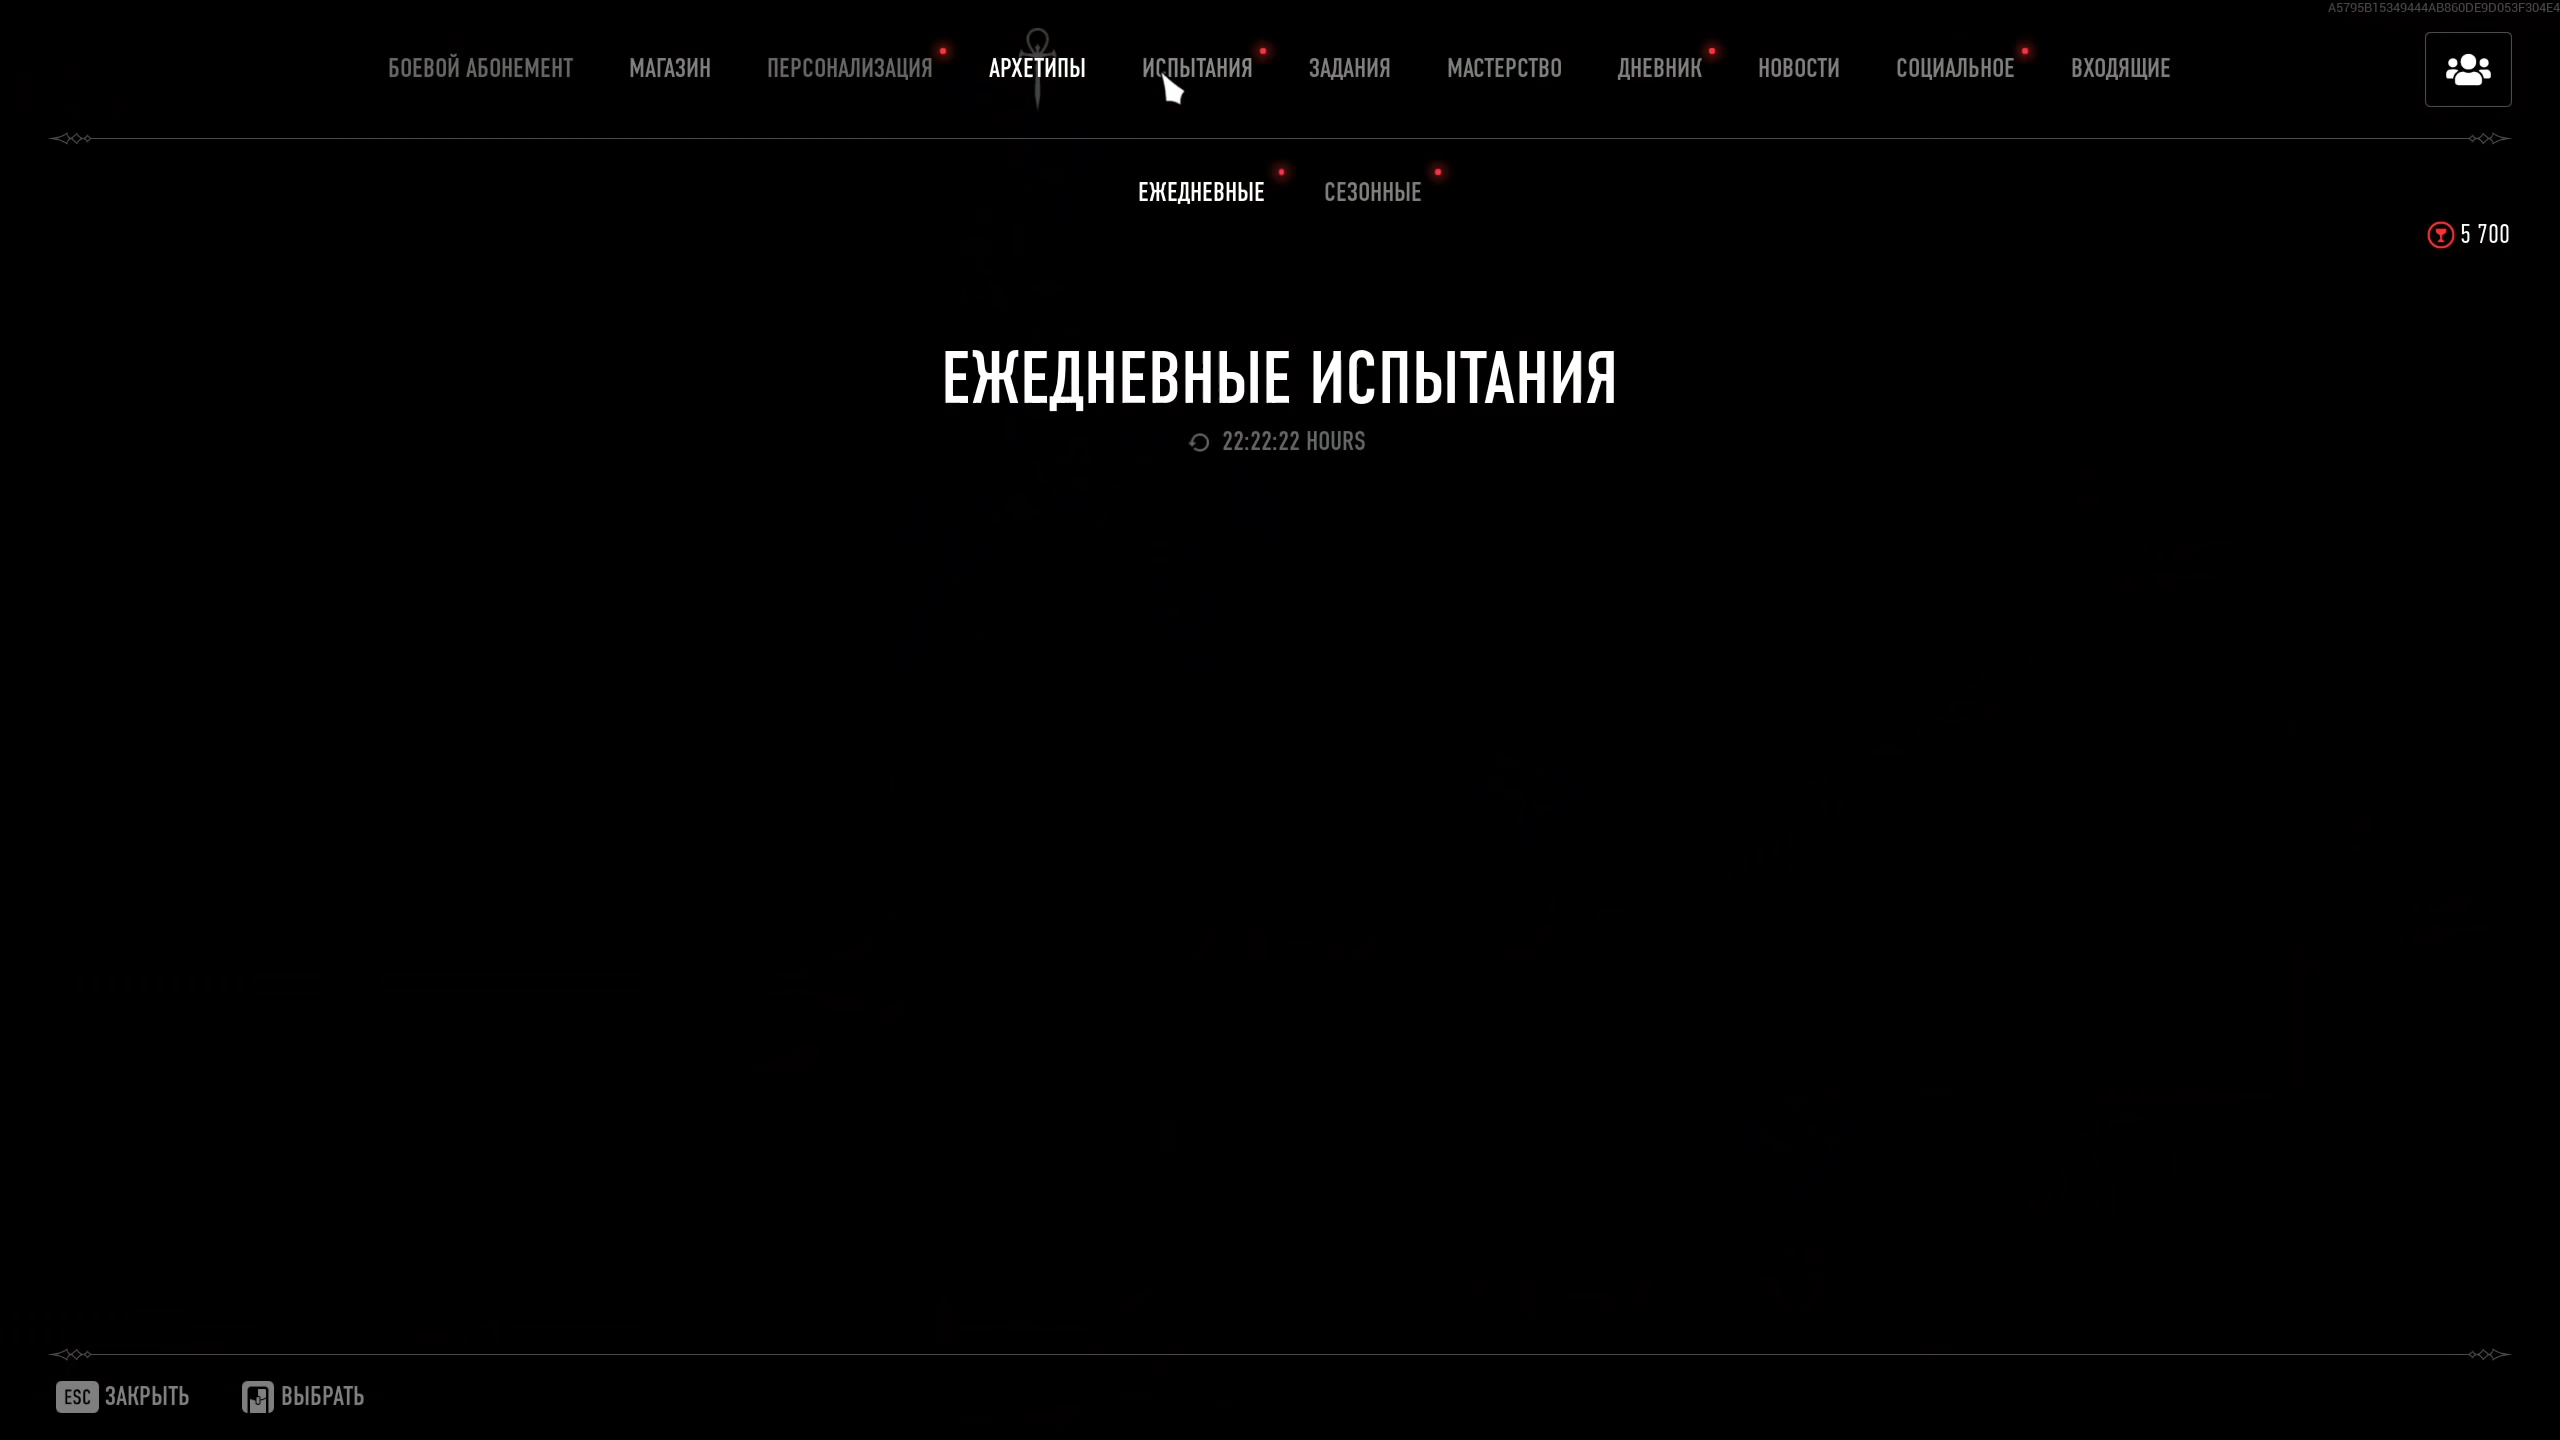 A5795B15349444AB860DE9D053F304E4
БОЕВОЙ АБОНЕМЕНТ МАГАЗИН ПЕРСОНАЛИЗАЦИЯ АРХЕТИПЫ ИСПЫТАНИЯ ЗАДАНИЯ МАСТЕРСТВО ДНЕВНИК НОВОСТИ СОЦИАЛЬНОЕ ВХОДЯЩИЕ
ЕЖЕДНЕВНЫЕ СЕЗОННЫЕ
5 700
ЕЖЕДНЕВНЫЕ ИСПЫТАНИЯ
22:22:22 HOURS
ESC ЗАКРЫТЬ ВЫБРАТЬ